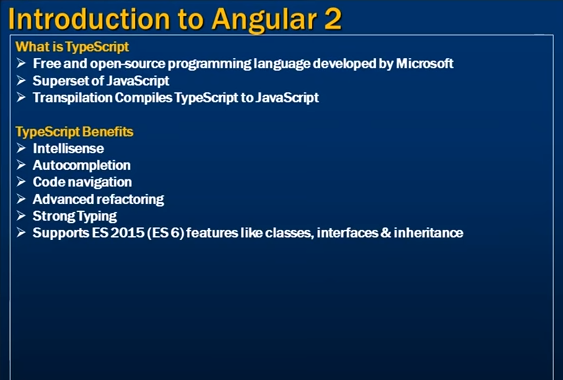 Introduction to Angular 2
What is TypeScript
➢ Free and open-source programming language developed by Microsoft
➢ Superset of JavaScript
➢ Transpilation Compiles TypeScript to JavaScript
TypeScript Benefits
➢ Intellisense
➢ Autocompletion
➢ Code navigation
➢ Advanced refactoring
➢ Strong Typing
➢ Supports ES 2015 (ES 6) features like classes, interfaces & inheritance